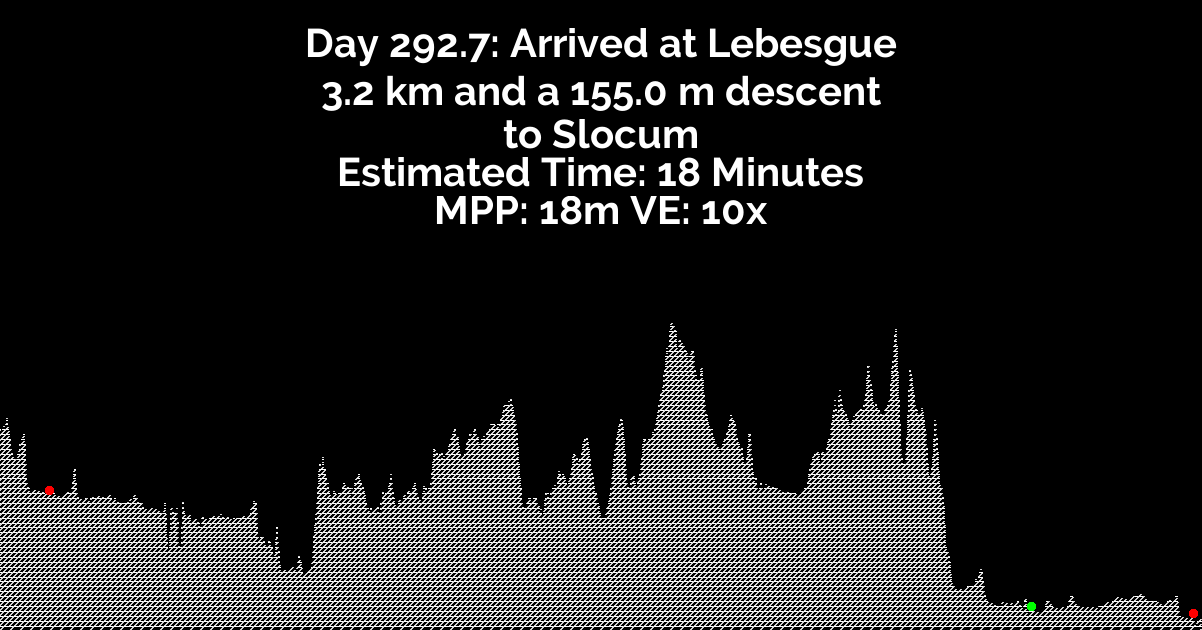 Day 292.7: Arrived at Lebesgue
3.2 km and a 155.0 m descent
to Slocum
Estimated Time: 18 Minutes
MPP: 18m VE: 10x